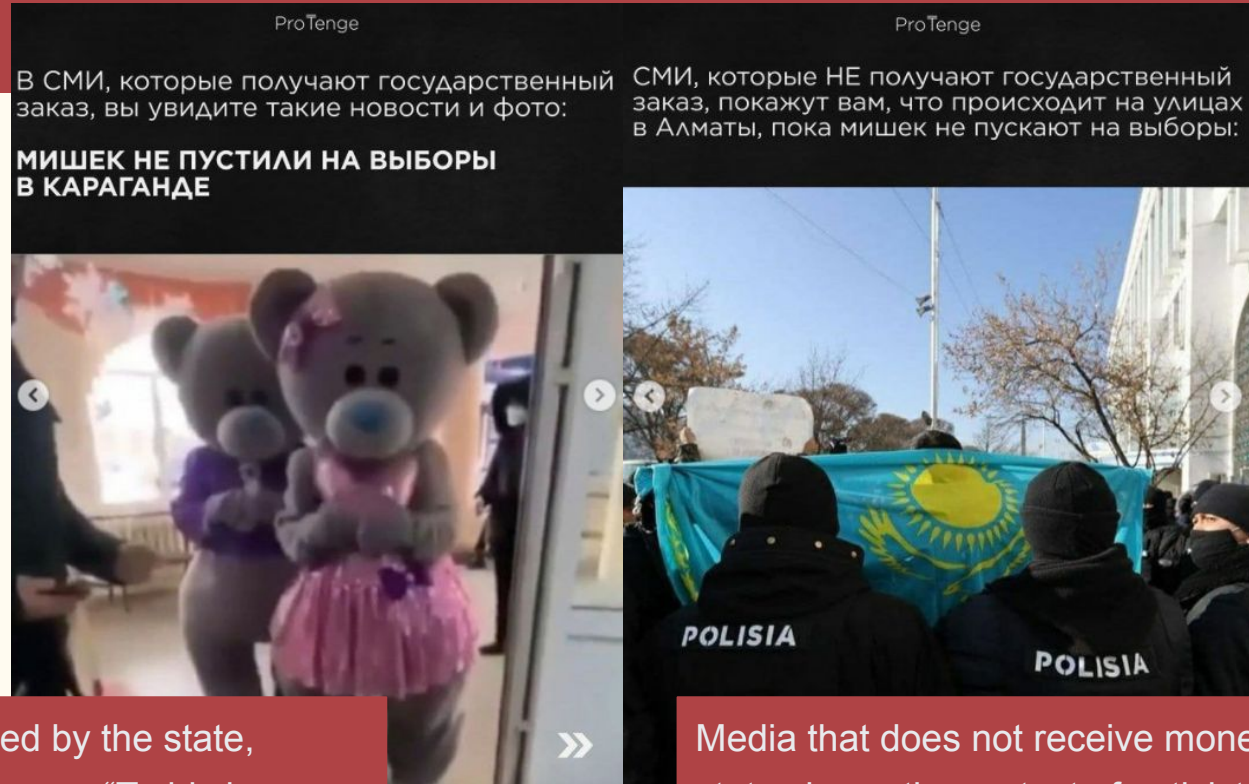 ProTenge
В СМИ, которые получают государственный
заказ, вы увидите такие новости и фото:
МИШЕК НЕ ПУСТИЛИ НА ВЫБОРЫ
В КАРАГАНДЕ
ProTenge
СМИ, которые НЕ получают государственный
заказ, покажут вам, что происходит на улицах
в Алматы, пока мишек не пускают на выборы:
POLISIA
POLISIA
ed by the state,
Media that does not receive